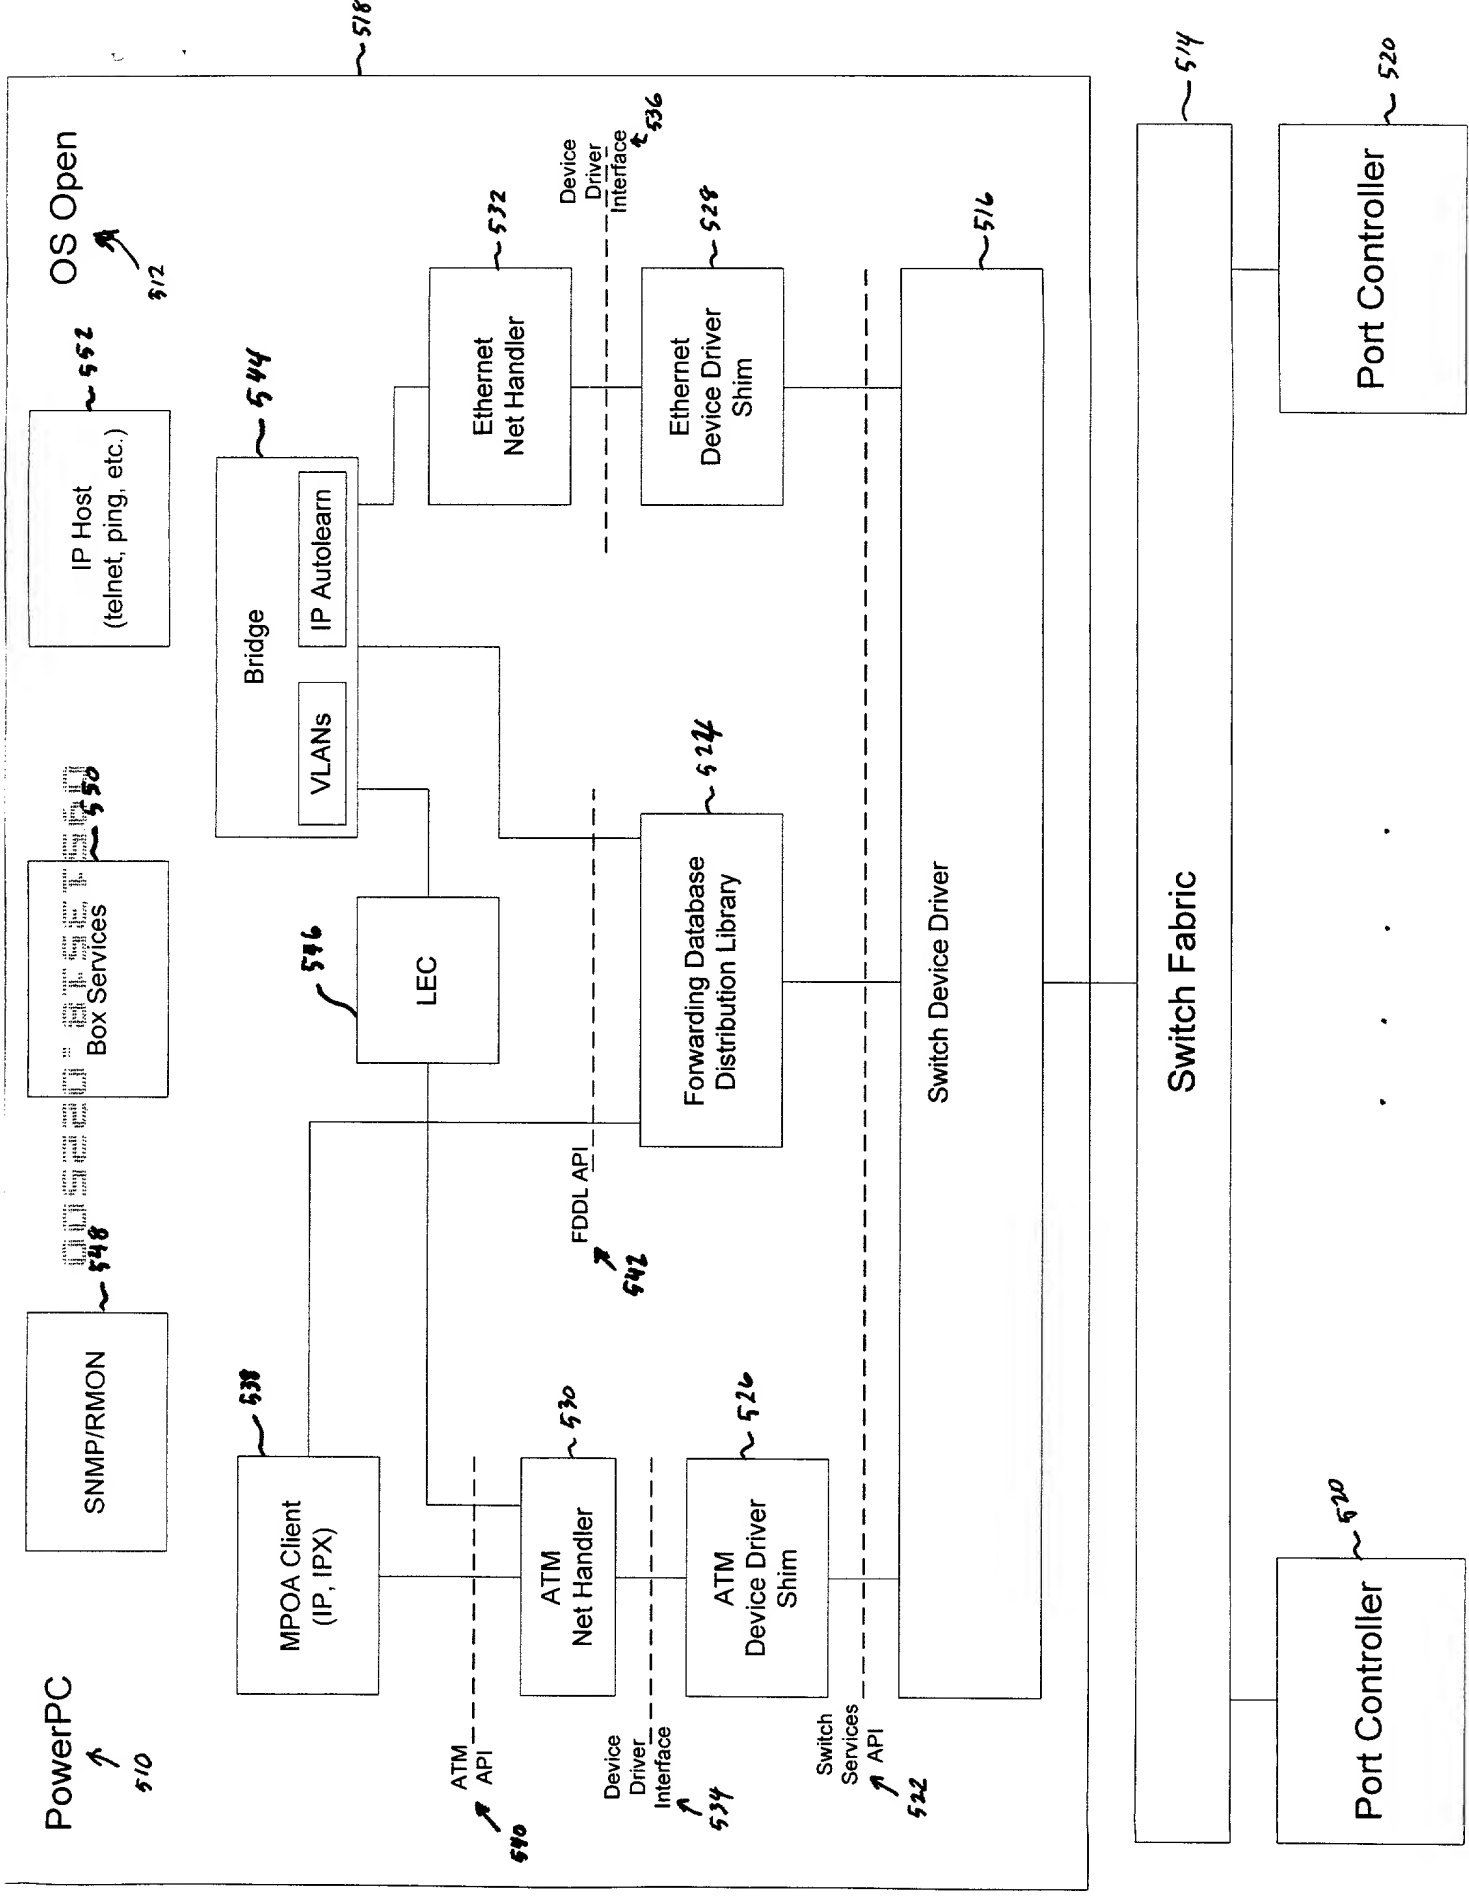 PowerPC
510
OS Open
512
518
SNMP/RMON
548
Box Services
550
IP Host
(telnet, ping, etc.)
552
MPOA Client
(IP, IPX)
538
Bridge
VLANs
IP Autolearn
544
LEC
546
ATM
API
540
ATM
Net Handler
530
Ethernet
Net Handler
532
FDDL API
542
Device
Driver
Interface
534
Device
Driver
Interface
536
ATM
Device Driver
Shim
526
Forwarding Database
Distribution Library
524
Ethernet
Device Driver
Shim
528
Switch
Services
API
522
Switch Device Driver
516
Switch Fabric
514
Port Controller
520
. . . .
Port Controller
520